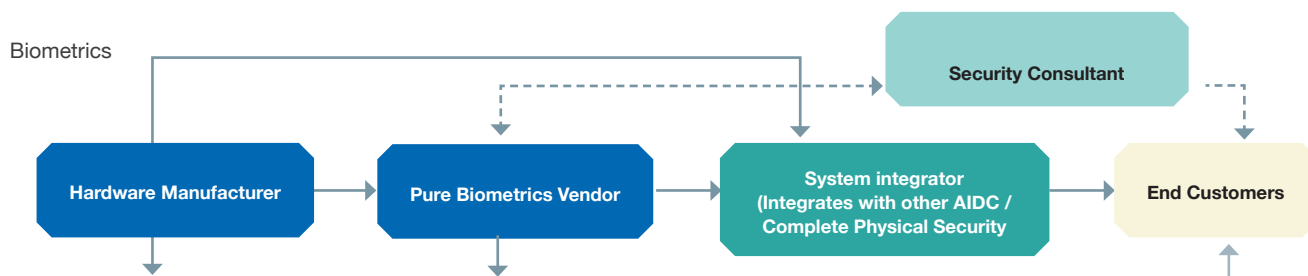 Biometrics
Security Consultant
Hardware Manufacturer
Pure Biometrics Vendor
System integrator
(Integrates with other AIDC /
Complete Physical Security
End Customers